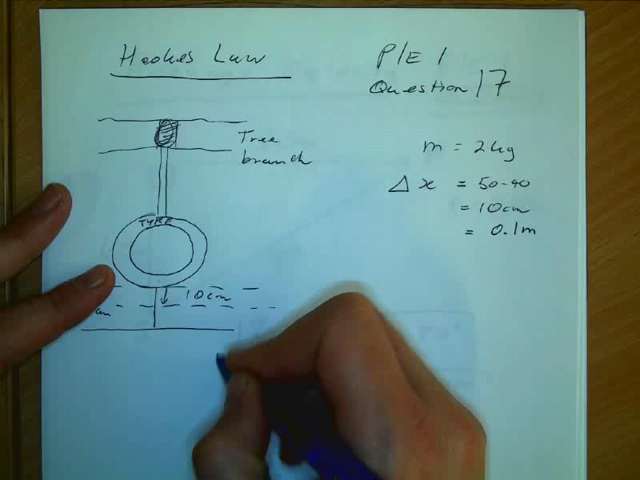 Hookes Law
P/E 1
Question 17
Tree
branch
m = 2kg
Δx = 50-40
= 10cm
= 0.1m
TYRE
10cm